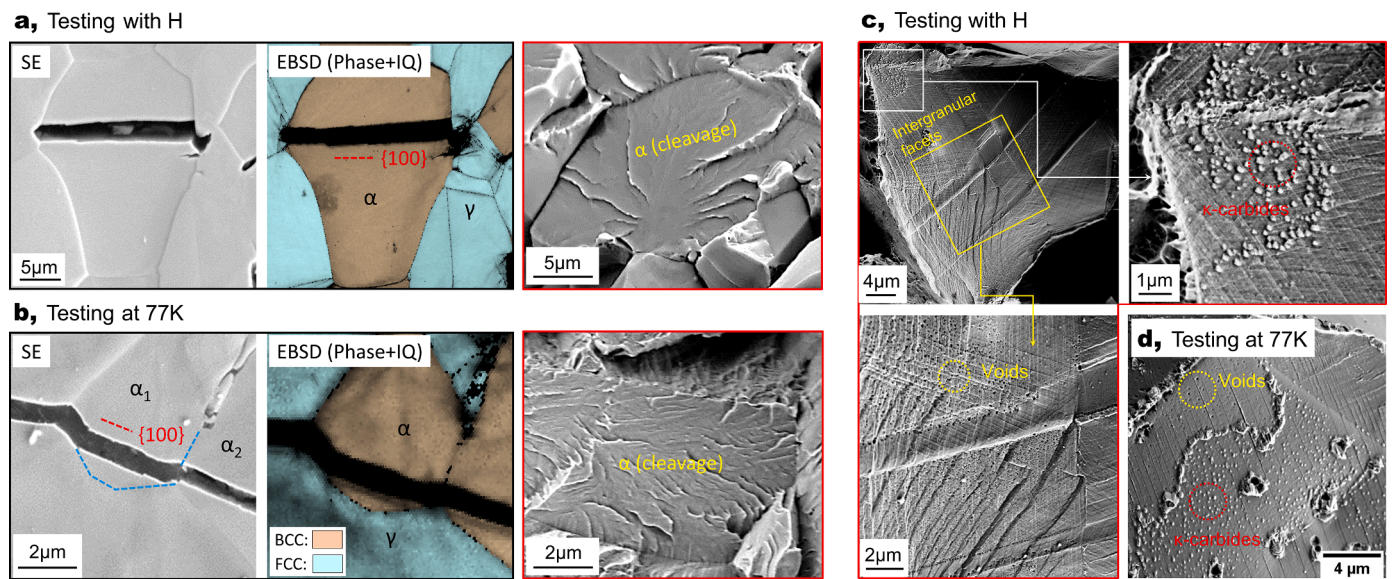 a, Testing with H
SE
5μm
EBSD (Phase+IQ)
{100}
α
γ
α (cleavage)
5μm
b, Testing at 77K
SE
α1
{100}
α2
2μm
EBSD (Phase+IQ)
α
γ
BCC:
FCC:
α (cleavage)
2μm
c, Testing with H
Intergranular
facets
4μm
κ-carbides
1μm
Voids
2μm
d, Testing at 77K
Voids
κ-carbides
4 μm